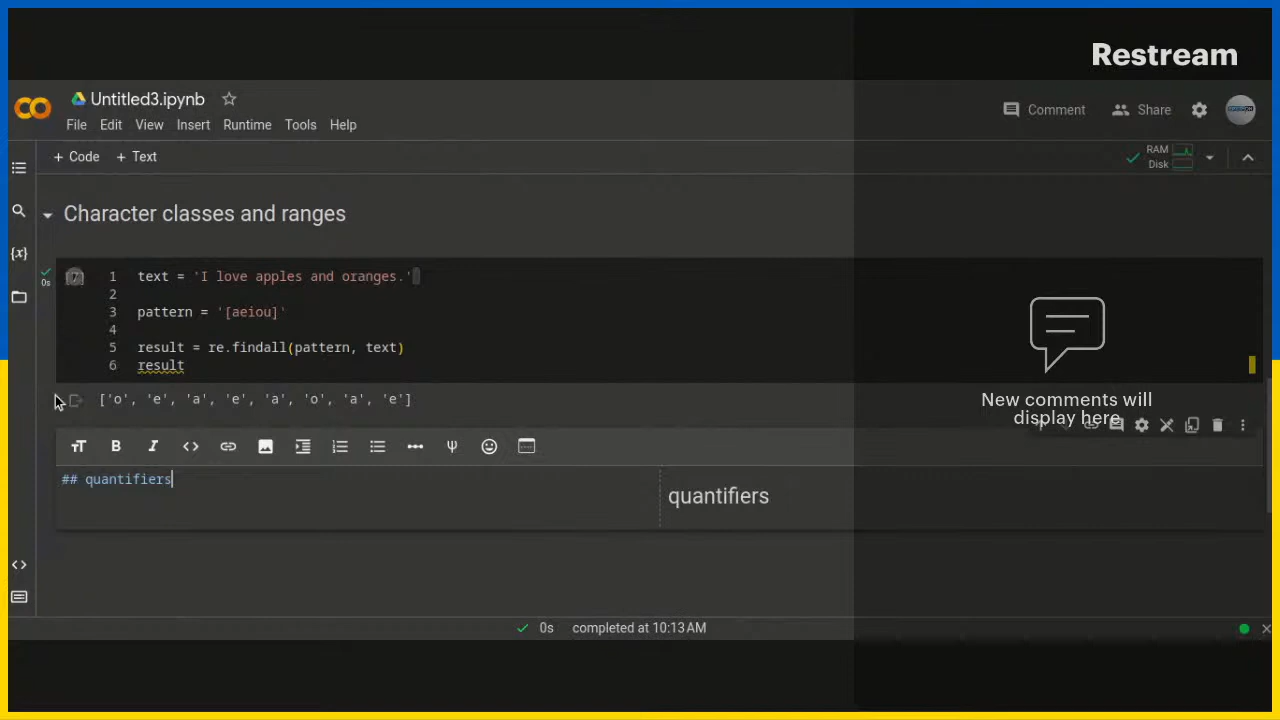 Restream
Untitled3.ipynb
File Edit View Insert Runtime Tools Help
Comment Share
+ Code + Text
RAM
Disk
Character classes and ranges
0s
[7]
1 text = 'I love apples and oranges.'
2
3 pattern = '[aeiou]'
4
5 result = re.findall(pattern, text)
6 result
['o', 'e', 'a', 'e', 'a', 'o', 'a', 'e']
New comments will
display here
## quantifiers
quantifiers
0s completed at 10:13 AM